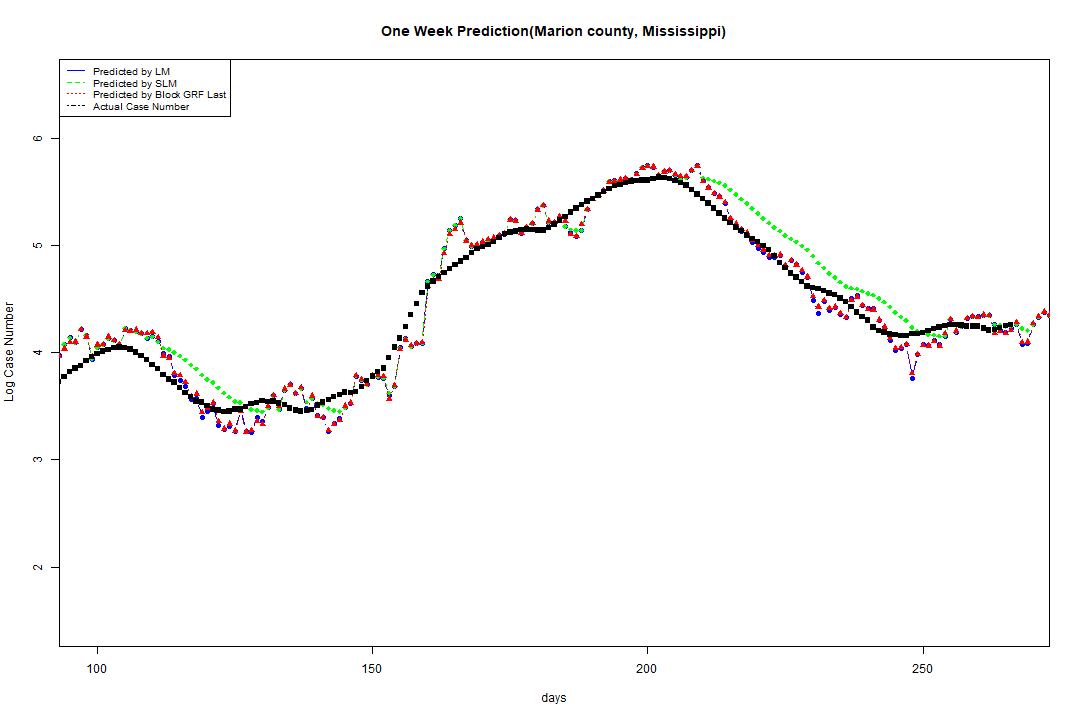 One Week Prediction(Marion county, Mississippi)
Predicted by LM
Predicted by SLM
Predicted by Block GRF Last
Actual Case Number
6
5
4
3
2
Log Case Number
100 150 200 250
days